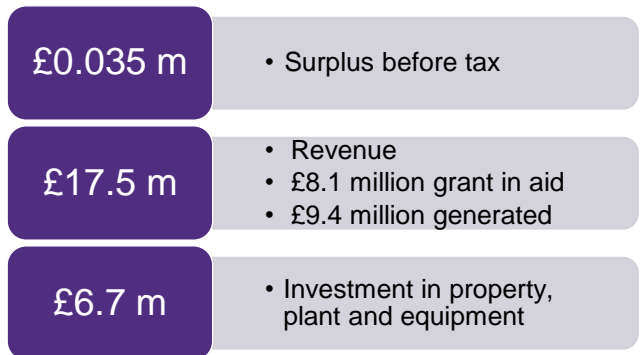 £0.035 m
• Surplus before tax
£17.5 m
• Revenue
• £8.1 million grant in aid
• £9.4 million generated
£6.7 m
• Investment in property,
plant and equipment